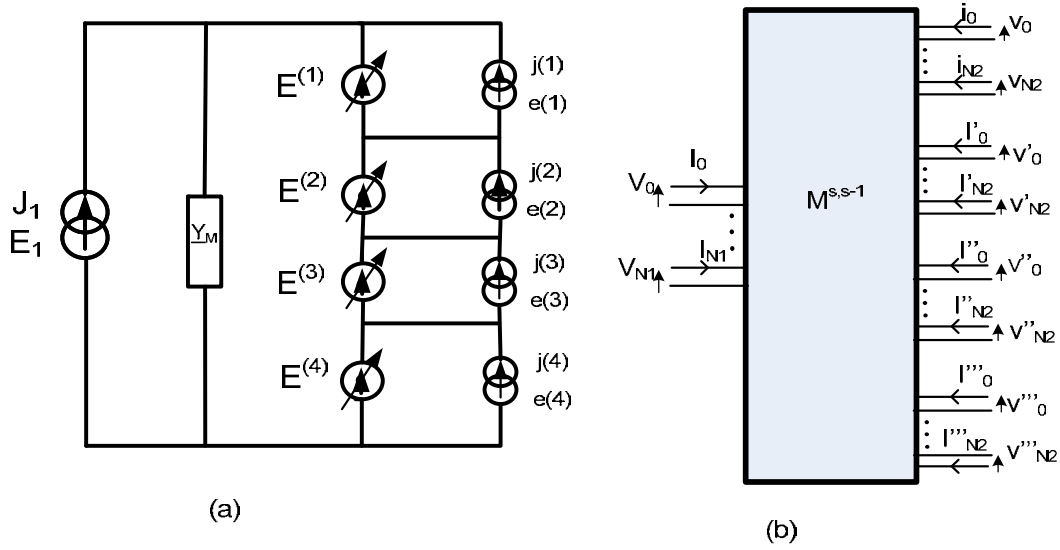 E(1)
j(1)
e(1)
E(2)
j(2)
e(2)
J1
E1
YM
E(3)
j(3)
e(3)
E(4)
j(4)
e(4)
(a)
i0
v0
iN2
vN2
I'0
v'0
I'N2
v'N2
I0
V0
IN1
VN1
Ms,s-1
I''0
v''0
I''N2
v''N2
I'''0
v'''0
I'''N2
v'''N2
(b)